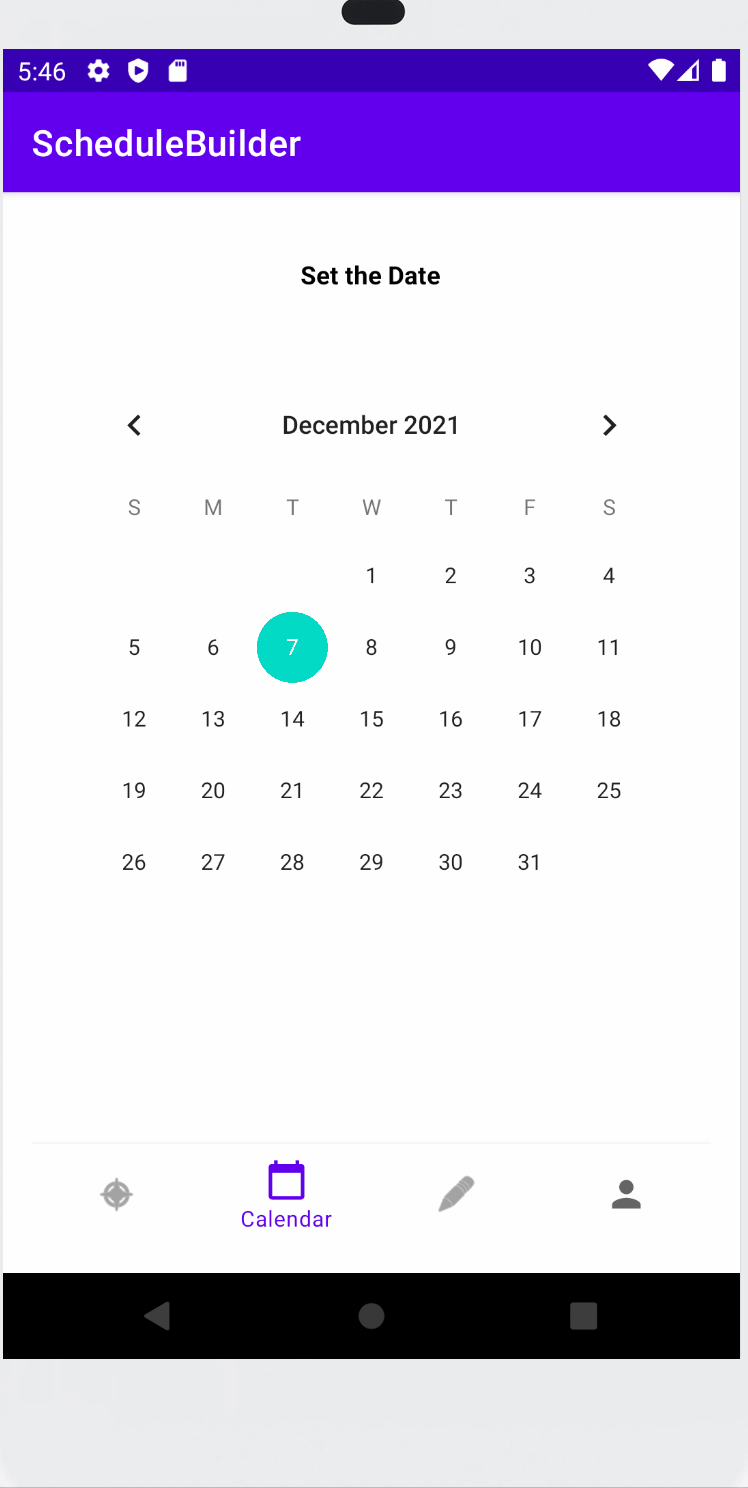 5:46
ScheduleBuilder
Set the Date
December 2021
S M T W T F S
1 2 3 4
5 6 7 8 9 10 11
12 13 14 15 16 17 18
19 20 21 22 23 24 25
26 27 28 29 30 31
Calendar